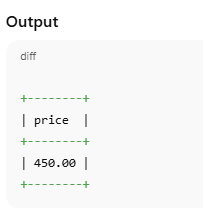 Output
diff
+--------+
| price  |
+--------+
| 450.00 |
+--------+